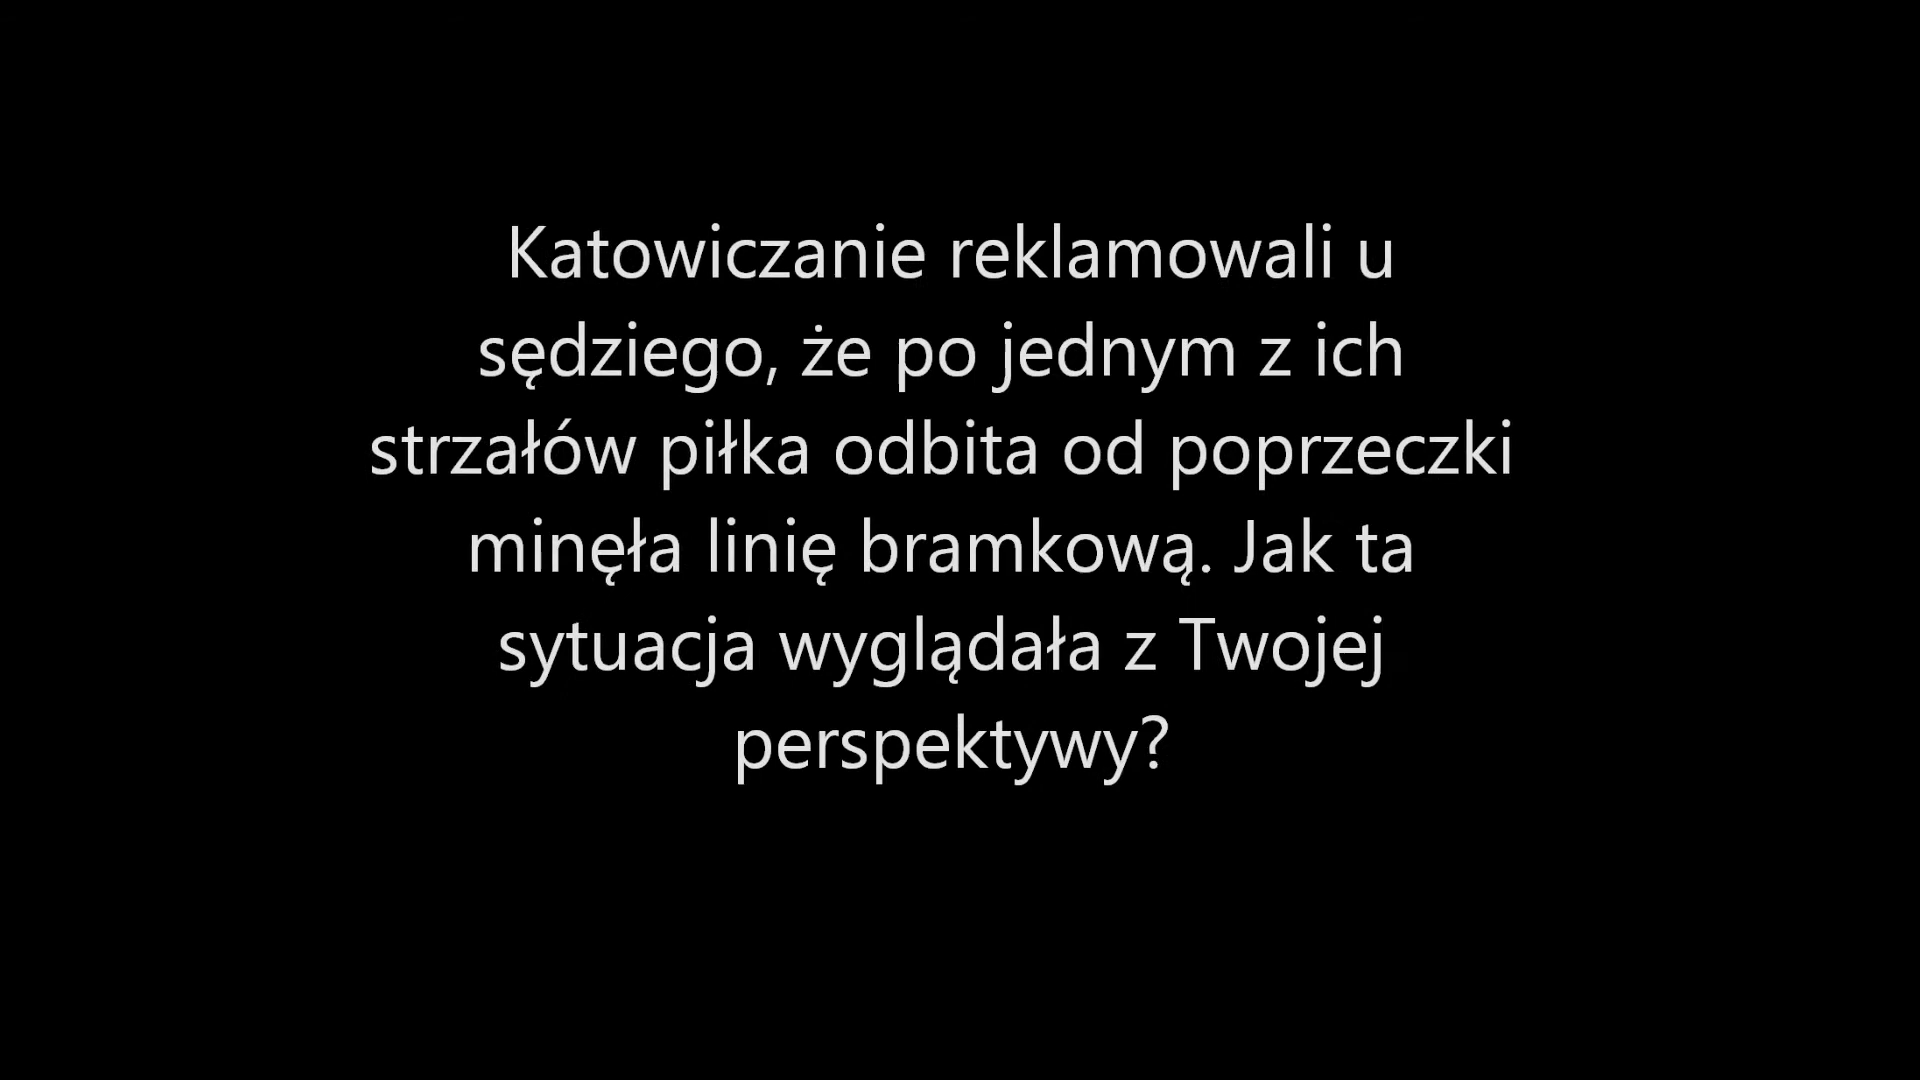 Katowiczanie reklamowali u
sędziego, że po jednym z ich
strzałów piłka odbita od poprzeczki
minęła linię bramkową. Jak ta
sytuacja wyglądała z Twojej
perspektywy?